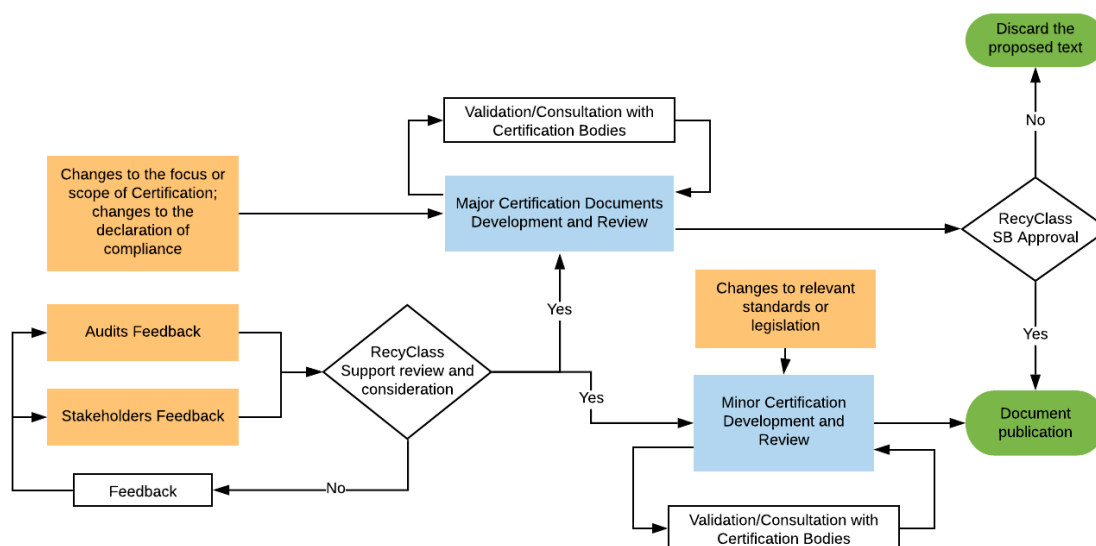 Discard the
proposed text
No
Validation/Consultation with
Certification Bodies
Changes to the focus or
scope of Certification;
changes to the
declaration of
compliance
Major Certification Documents
Development and Review
RecyClass
SB Approval
Yes
Changes to relevant
standards or
legislation
Yes
Audits Feedback
RecyClass
Support review and
consideration
Stakeholders Feedback
Yes
Minor Certification
Development and
Review
Document
publication
No
Feedback
Validation/Consultation with
Certification Bodies